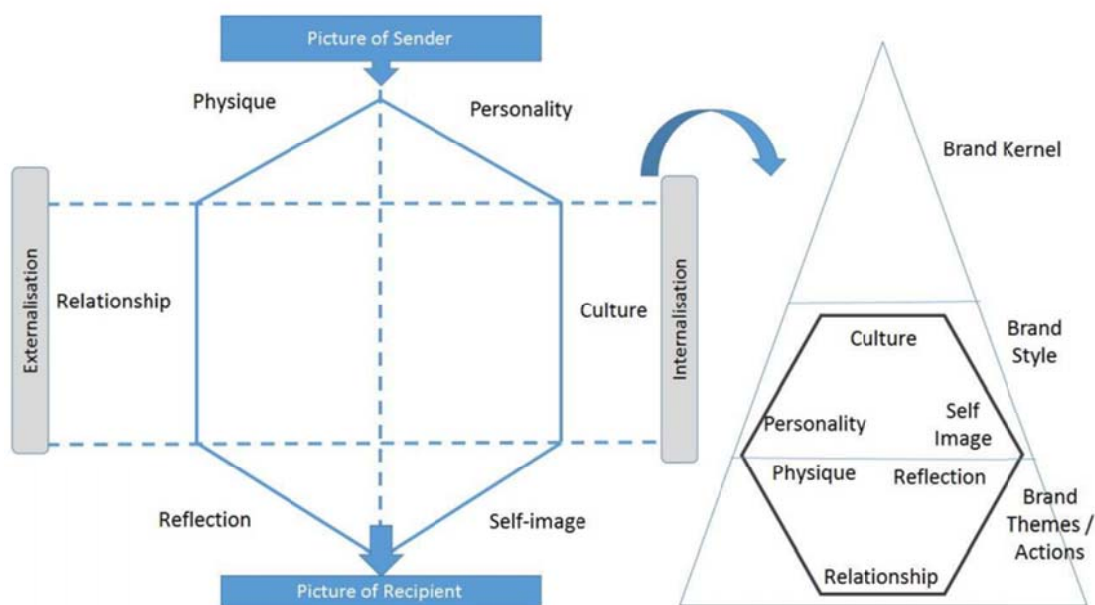 Picture of Sender
Physique
Personality
Externalisation
Relationship
Culture
Internalisation
Reflection
Self-image
Picture of Recipient
Brand Kernel
Brand
Style
Culture
Personality
Self
Image
Physique
Reflection
Brand
Themes /
Actions
Relationship